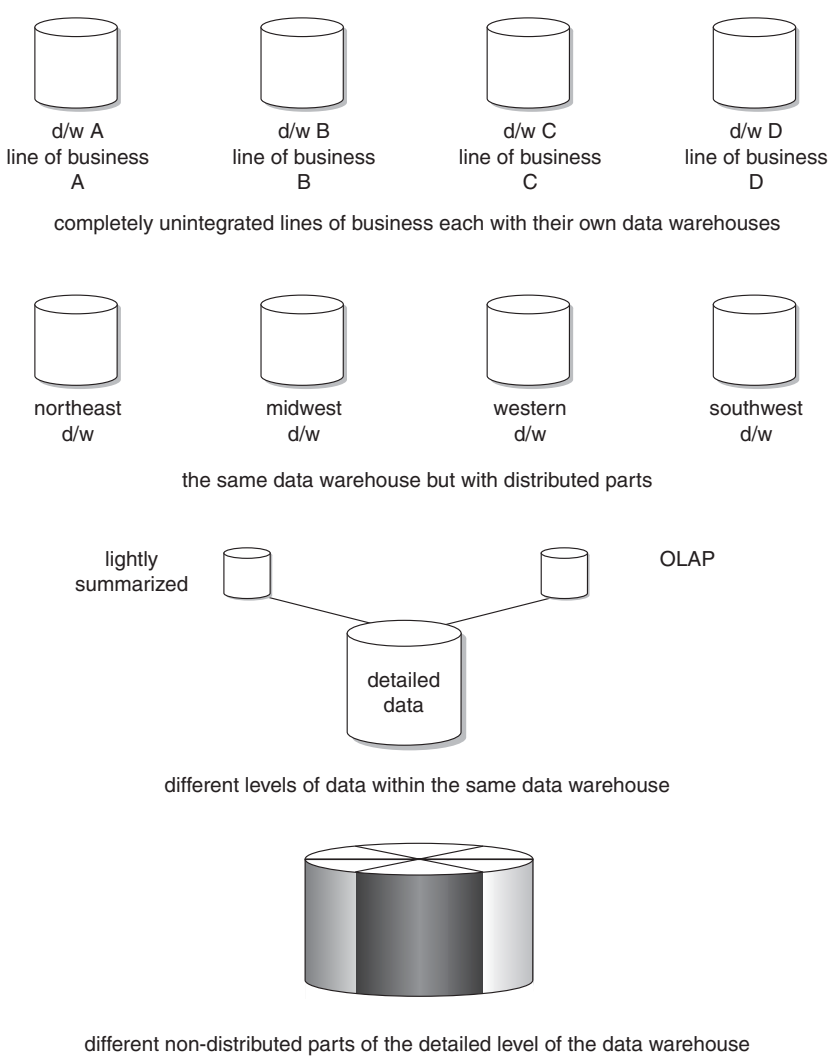 d/w A
line of business
A
d/w B
line of business
B
d/w C
line of business
C
d/w D
line of business
D
completely unintegrated lines of business each with their own data warehouses
northeast
d/w
midwest
d/w
western
d/w
southwest
d/w
the same data warehouse but with distributed parts
lightly
summarized
OLAP
detailed
data
different levels of data within the same data warehouse
different non-distributed parts of the detailed level of the data warehouse